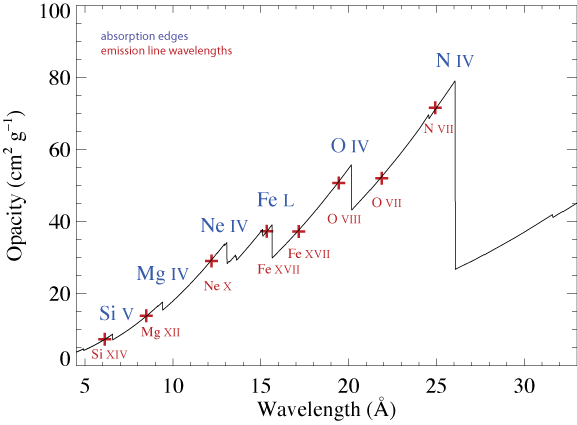 100
80
60
40
20
0
Opacity (cm² g⁻¹)
absorption edges
emission line wavelengths
N IV
N VII
O IV
O VIII
O VII
Fe L
Fe XVII
Fe XVII
Ne IV
Ne X
Mg IV
Mg XII
Si V
Si XIV
5 10 15 20 25 30
Wavelength (Å)